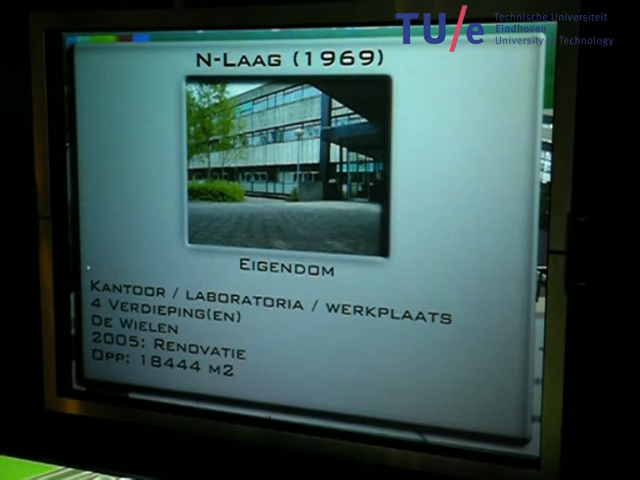 TU/e Technische Universiteit
Eindhoven
University of Technology
N-Laag (1969)
Eigendom
Kantoor / laboratoria / werkplaats
4 Verdieping(en)
De Wielen
2005: Renovatie
Opp: 18444 m2